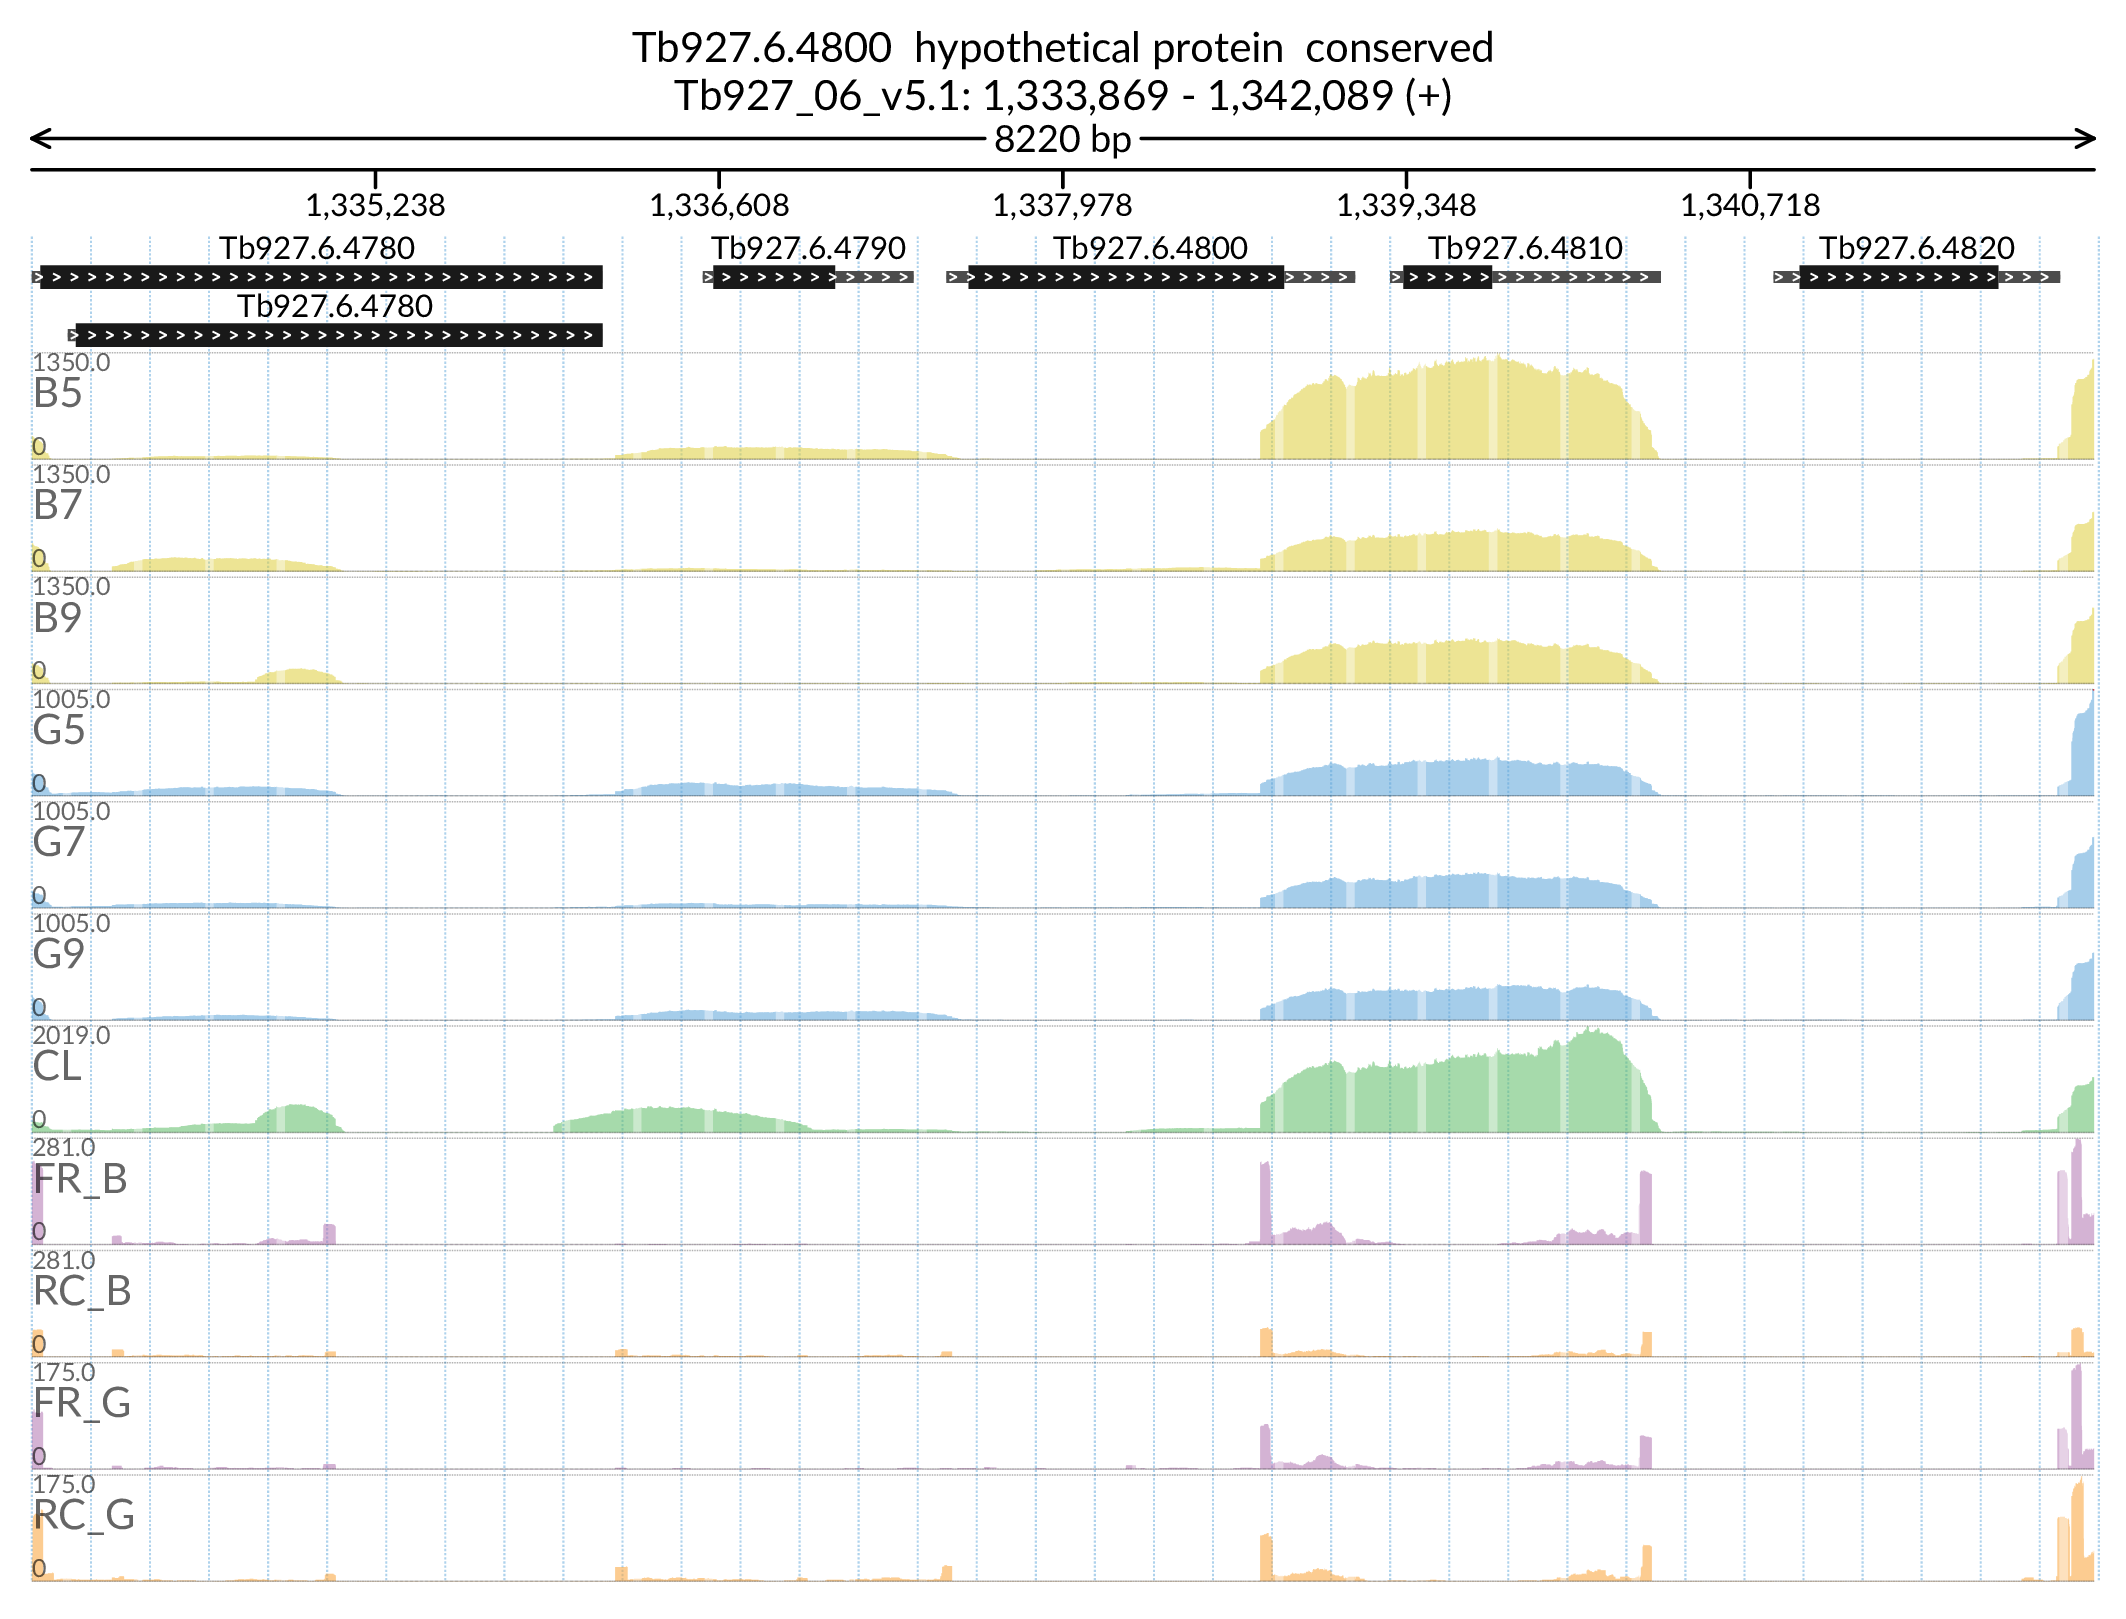 Tb927.6.4800  hypothetical protein  conserved
Tb927_06_v5.1: 1,333,869 - 1,342,089 (+)
8220 bp
1,335,238 1,336,608 1,337,978 1,339,348 1,340,718
Tb927.6.4780 Tb927.6.4790 Tb927.6.4800 Tb927.6.4810 Tb927.6.4820
Tb927.6.4780
1350.0
B5
0
1350.0
B7
0
1350.0
B9
0
1005.0
G5
0
1005.0
G7
0
1005.0
G9
0
2019.0
CL
0
281.0
FR_B
0
281.0
RC_B
0
175.0
FR_G
0
175.0
RC_G
0